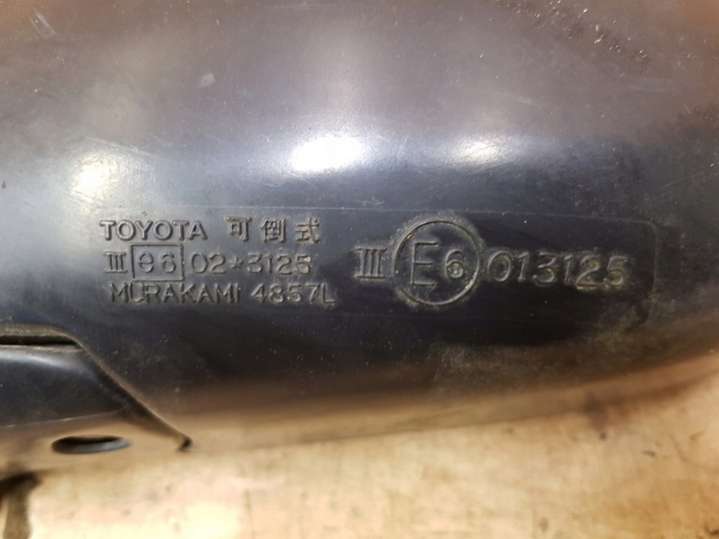 TOYOTA 可倒式
III e6 02*3125
MURAKAMI 4857L
III E6 013125